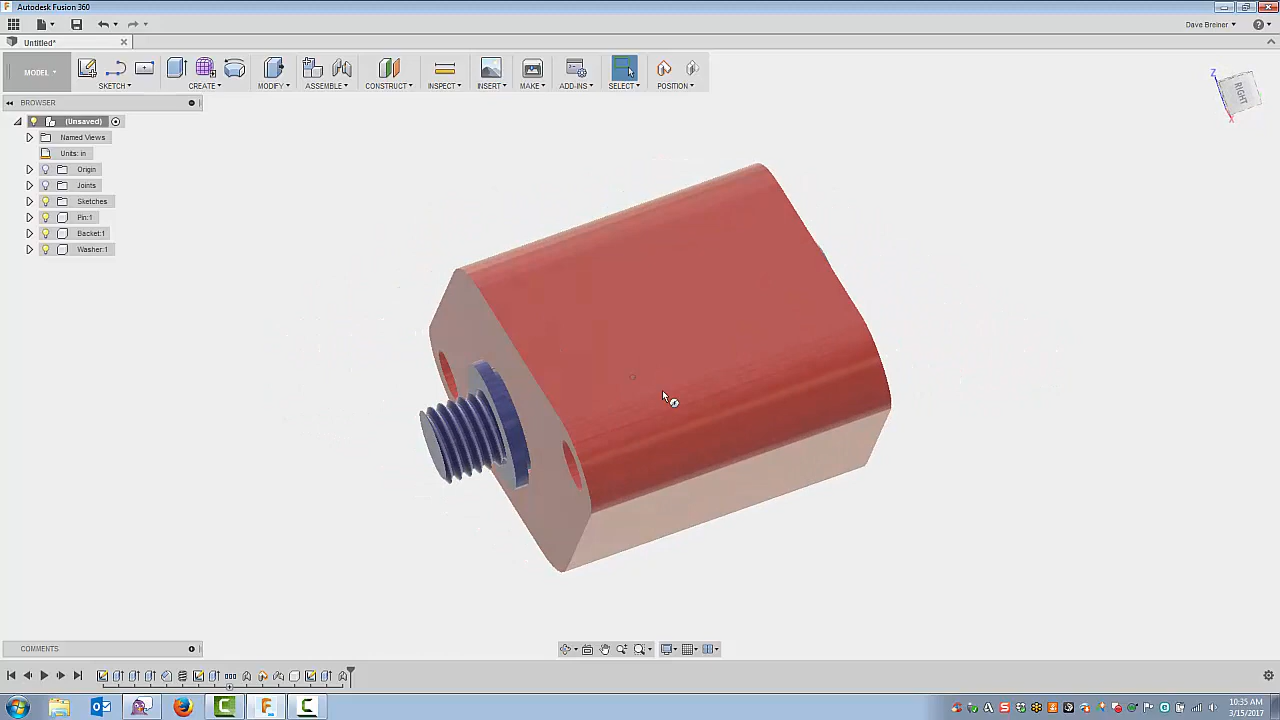 Autodesk Fusion 360
Dave Breiner
Untitled*
MODEL
SKETCH
CREATE
MODIFY
ASSEMBLE
CONSTRUCT
INSPECT
INSERT
MAKE
ADD-INS
SELECT
POSITION
Z
RIGHT
X
BROWSER
(Unsaved)
Named Views
Units: in
Origin
Joints
Sketches
Pin:1
Backet:1
Washer:1
COMMENTS
10:35 AM
3/15/2017